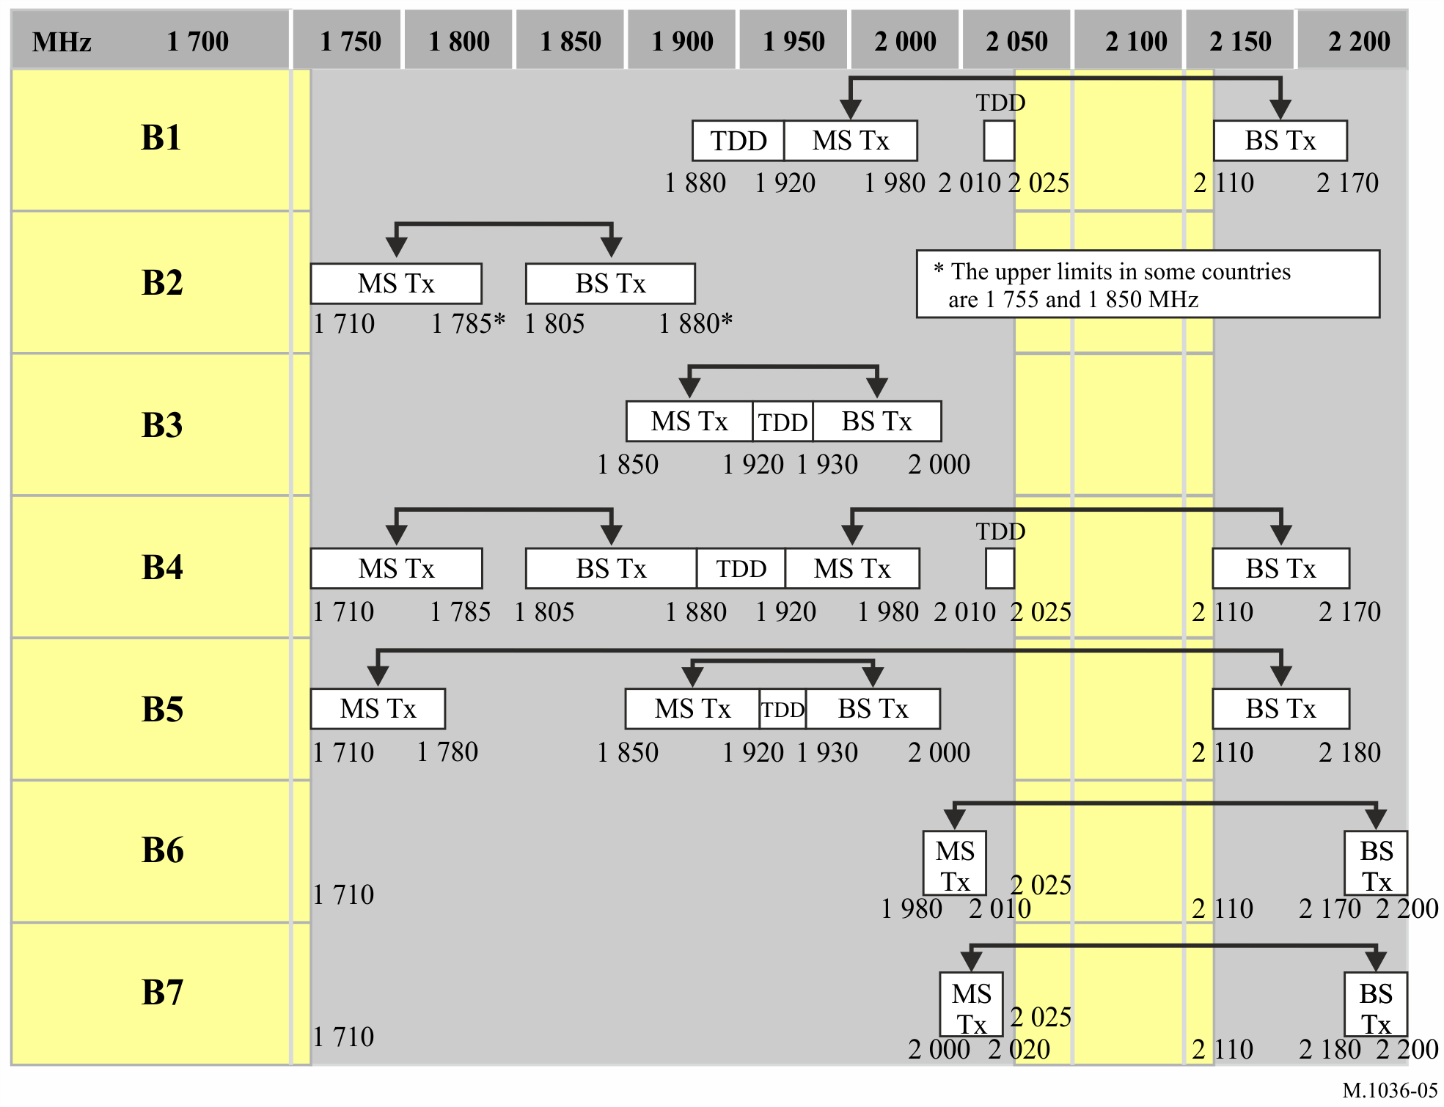 MHz 1 700 1 750 1 800 1 850 1 900 1 950 2 000 2 050 2 100 2 150 2 200
TDD
B1 TDD MS Tx BS Tx
1 880 1 920 1 980 2 010 2 025 2 110 2 170
B2 MS Tx BS Tx
* The upper limits in some countries
are 1 755 and 1 850 MHz
1 710 1 785* 1 805 1 880*
B3 MS Tx TDD BS Tx
1 850 1 920 1 930 2 000
TDD
B4 MS Tx BS Tx TDD MS Tx BS Tx
1 710 1 785 1 805 1 880 1 920 1 980 2 010 2 025 2 110 2 170
B5 MS Tx MS Tx TDD BS Tx BS Tx
1 710 1 780 1 850 1 920 1 930 2 000 2 110 2 180
B6 MS BS
Tx Tx
1 710 2 025
1 980 2 010 2 110 2 170 2 200
B7 MS BS
Tx Tx
1 710 2 025
2 000 2 020 2 110 2 180 2 200
M.1036-05